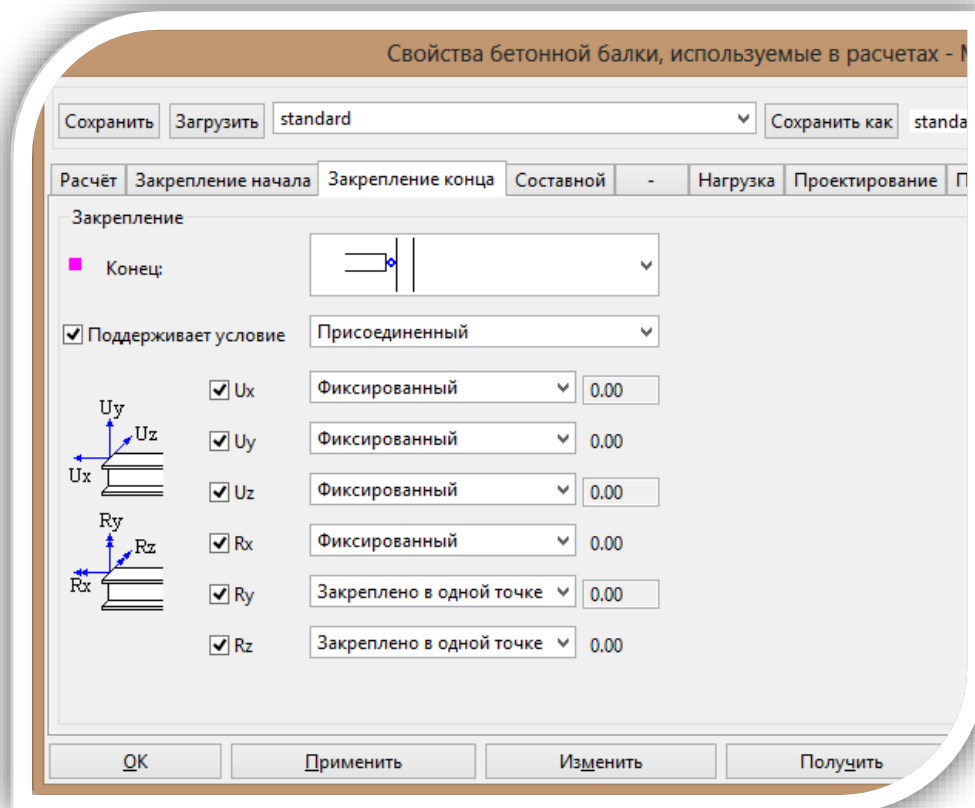 Свойства бетонной балки, используемые в расчетах -
Сохранить Загрузить standard Сохранить как standa
Расчёт Закрепление начала Закрепление конца Составной - Нагрузка Проектирование П
Закрепление
Конец:
Поддерживает условие Присоединенный
Ux Фиксированный 0.00
Uy Фиксированный 0.00
Uz Фиксированный 0.00
Rx Фиксированный 0.00
Ry Закреплено в одной точке 0.00
Rz Закреплено в одной точке 0.00
Uy
Uz
Ux
Ry
Rz
Rx
ОК Применить Изменить Получить